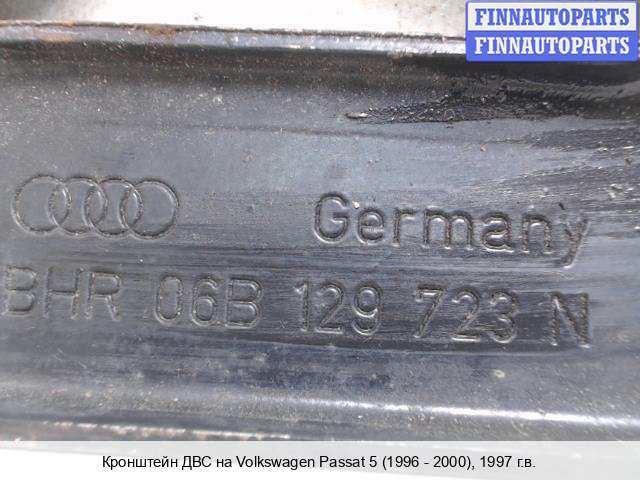 FINNAUTOPARTS
FINNAUTOPARTS
Germany
BHR 06B 129 723 N
Кронштейн ДВС на Volkswagen Passat 5 (1996 - 2000), 1997 г.в.